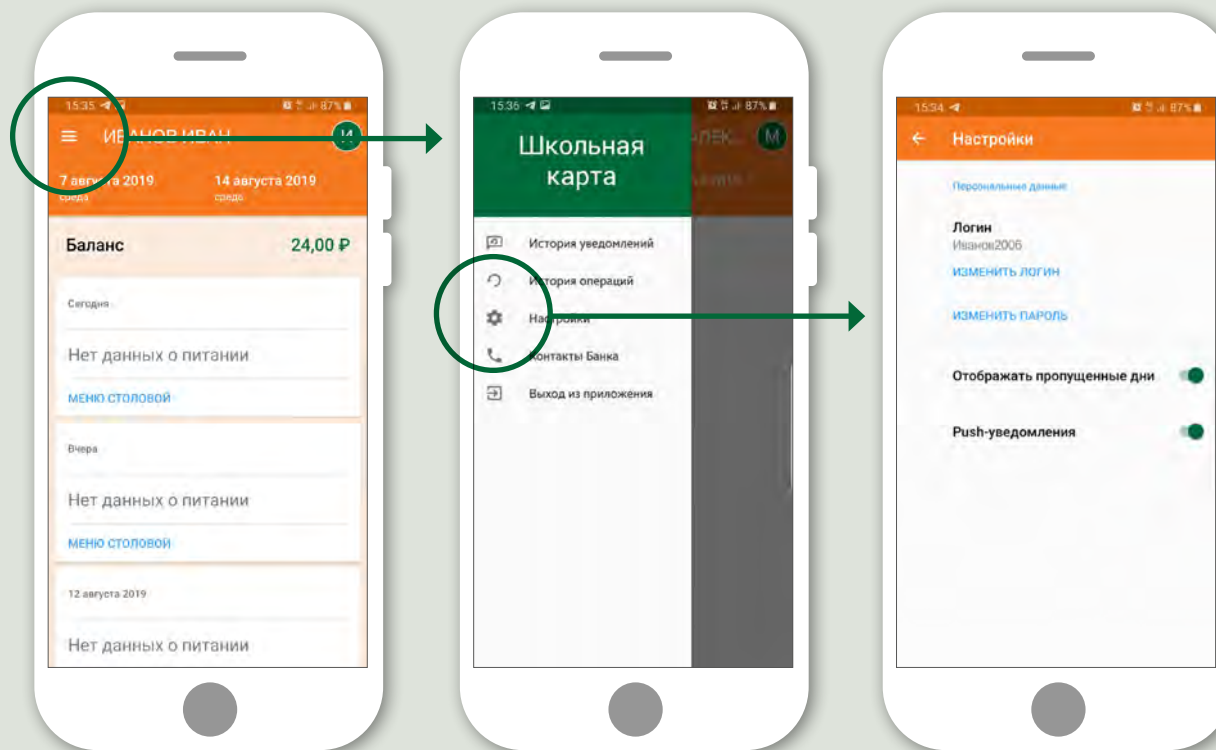 15:35
87%
ИВАНОВ ИВАН
И
7 августа 2019
14 августа 2019
среда
среда
Баланс
24,00 ₽
Сегодня
Нет данных о питании
МЕНЮ СТОЛОВОЙ
Вчера
Нет данных о питании
МЕНЮ СТОЛОВОЙ
12 августа 2019
Нет данных о питании
15:36
87%
Школьная
карта
М
История уведомлений
История операций
Настройки
Контакты Банка
Выход из приложения
15:34
87%
Настройки
Персональные данные
Логин
Иванов2006
ИЗМЕНИТЬ ЛОГИН
ИЗМЕНИТЬ ПАРОЛЬ
Отображать пропущенные дни
Push-уведомления